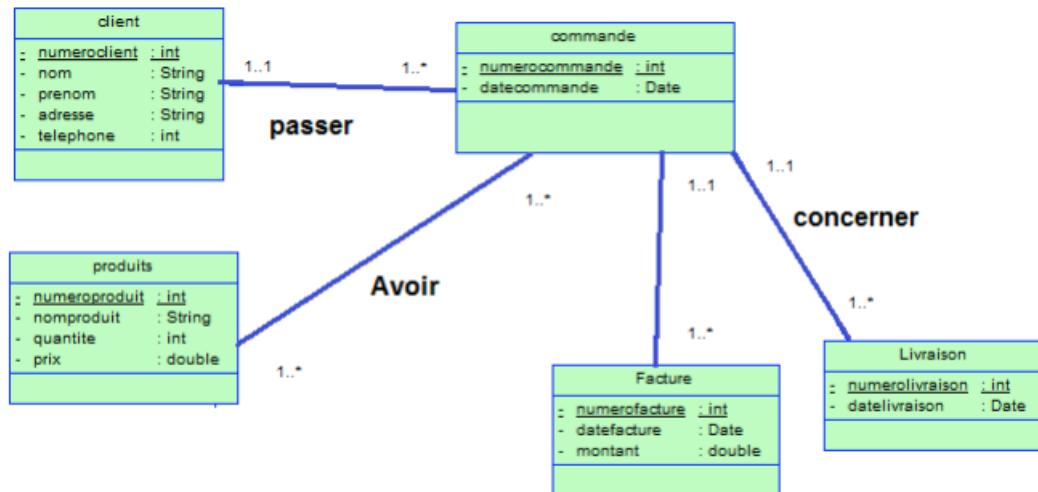 client
- numeroclient : int
- nom : String
- prenom : String
- adresse : String
- telephone : int
1..1
1..*
passer
commande
- numerocommande : int
- datecommande : Date
1..*
1..1
1..1
concerner
Avoir
produits
- numeroproduit : int
- nomproduit : String
- quantite : int
- prix : double
1..*
1..*
1..*
Facture
- numerofacture : int
- datefacture : Date
- montant : double
Livraison
- numerolivraison : int
- datelivraison : Date